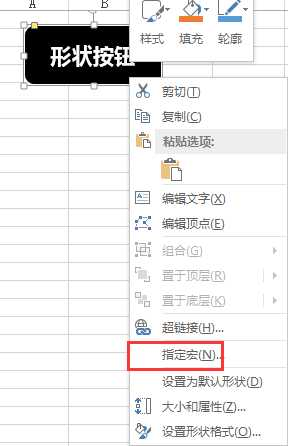 A B
样式 填充 轮廓
形状按钮
剪切(T)
复制(C)
粘贴选项:
编辑文字(X)
编辑顶点(E)
组合(G)
置于顶层(R)
置于底层(K)
超链接(H)...
指定宏(N)...
设置为默认形状(D)
大小和属性(Z)...
设置形状格式(O)...